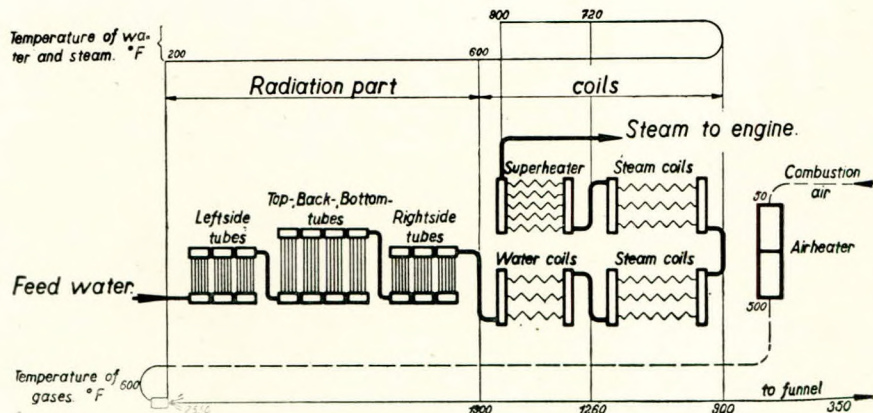 800 720
Temperature of wa-
ter and steam. °F
200 600
Radiation part coils
Steam to engine.
Superheater Steam coils
Combustion
air
50
Top-, Back-, Bottom-
tubes
Leftside
tubes
Rightside
tubes
Airheater
Water coils Steam coils
Feed water.
500
Temperature of
gases. °F
600
to funnel
1260 900 350